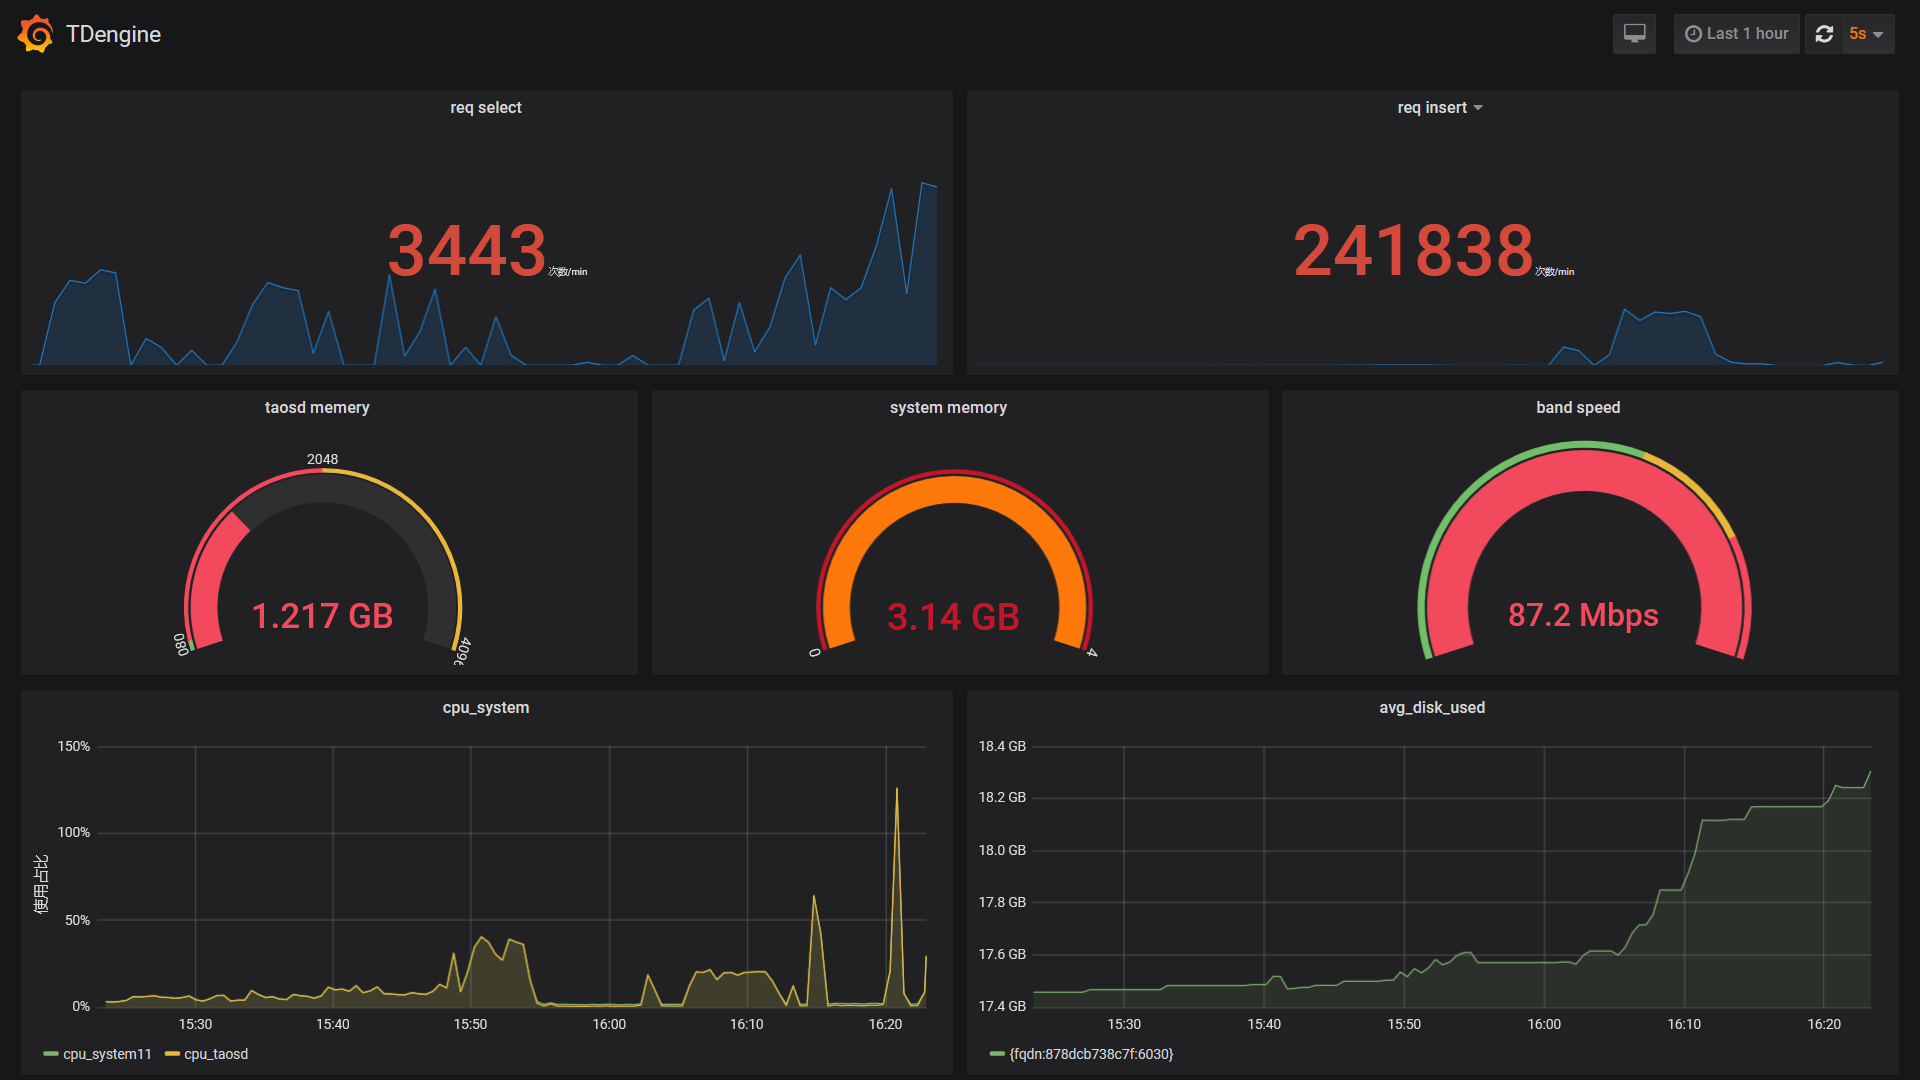 TDengine
Last 1 hour
5s
req select
3443 次数/min
req insert
241838 次数/min
taosd memery
2048
080
4096
1.217 GB
system memory
0
4
3.14 GB
band speed
87.2 Mbps
cpu_system
使用占比
150%
100%
50%
0%
15:30 15:40 15:50 16:00 16:10 16:20
cpu_system11 cpu_taosd
avg_disk_used
18.4 GB
18.2 GB
18.0 GB
17.8 GB
17.6 GB
17.4 GB
15:30 15:40 15:50 16:00 16:10 16:20
{fqdn:878dcb738c7f:6030}